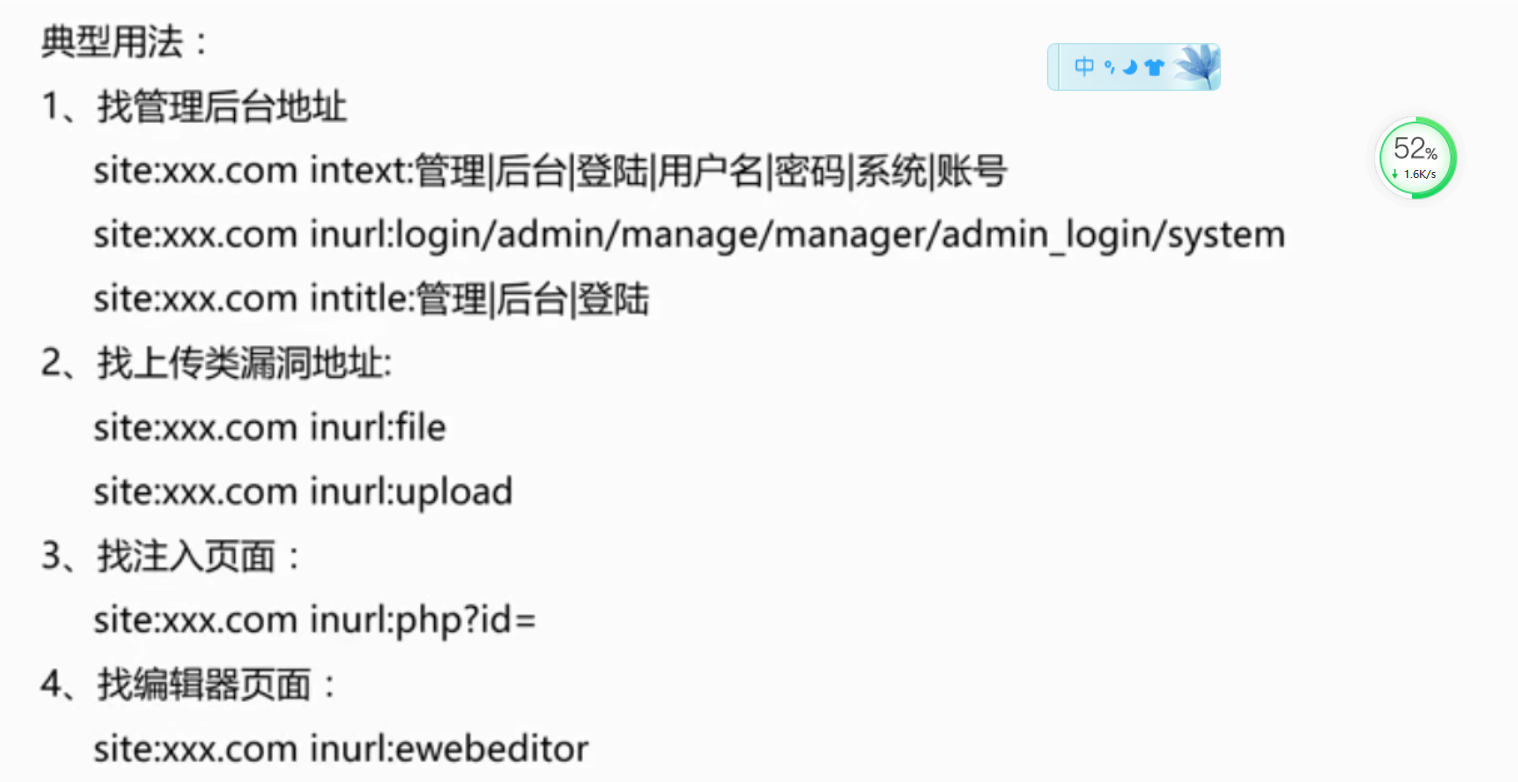 典型用法：
中 °,
1、找管理后台地址
site:xxx.com intext:管理|后台|登陆|用户名|密码|系统|账号
52%
1.6K/s
site:xxx.com inurl:login/admin/manage/manager/admin_login/system
site:xxx.com intitle:管理|后台|登陆
2、找上传类漏洞地址:
site:xxx.com inurl:file
site:xxx.com inurl:upload
3、找注入页面：
site:xxx.com inurl:php?id=
4、找编辑器页面：
site:xxx.com inurl:ewebeditor